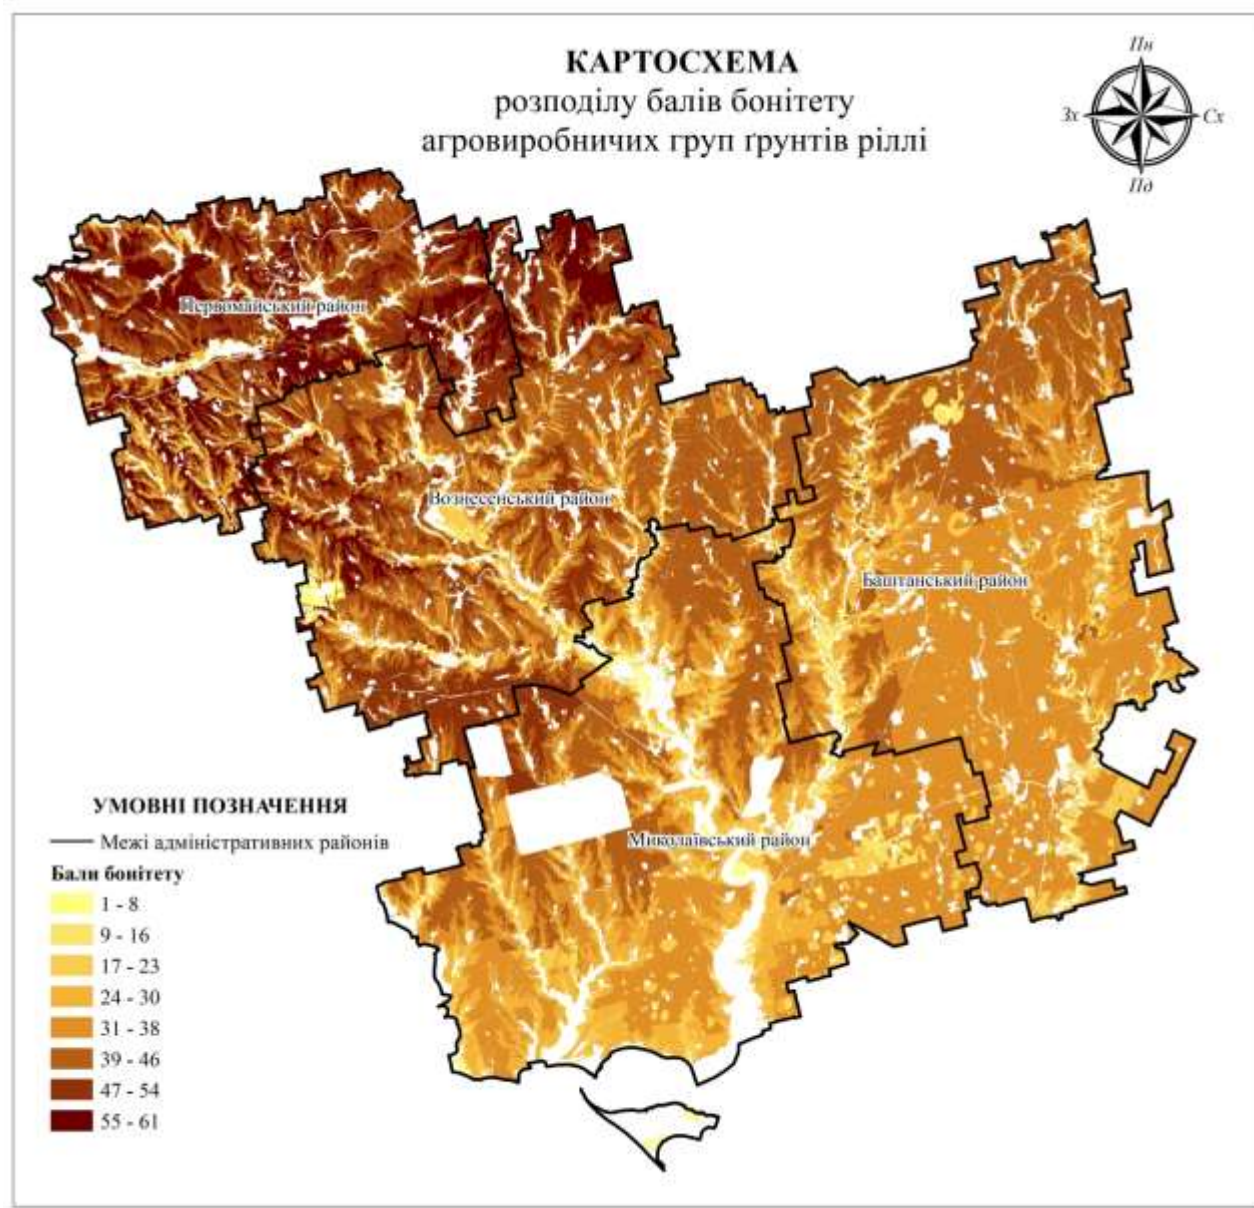 КАРТОСХЕМА
розподілу балів бонітету
агровиробничих груп ґрунтів ріллі
Пн
Зх
Сх
Пд
Первомайський район
Вознесенський район
Баштанський район
Миколаївський район
УМОВНІ ПОЗНАЧЕННЯ
Межі адміністративних районів
Бали бонітету
1 - 8
9 - 16
17 - 23
24 - 30
31 - 38
39 - 46
47 - 54
55 - 61